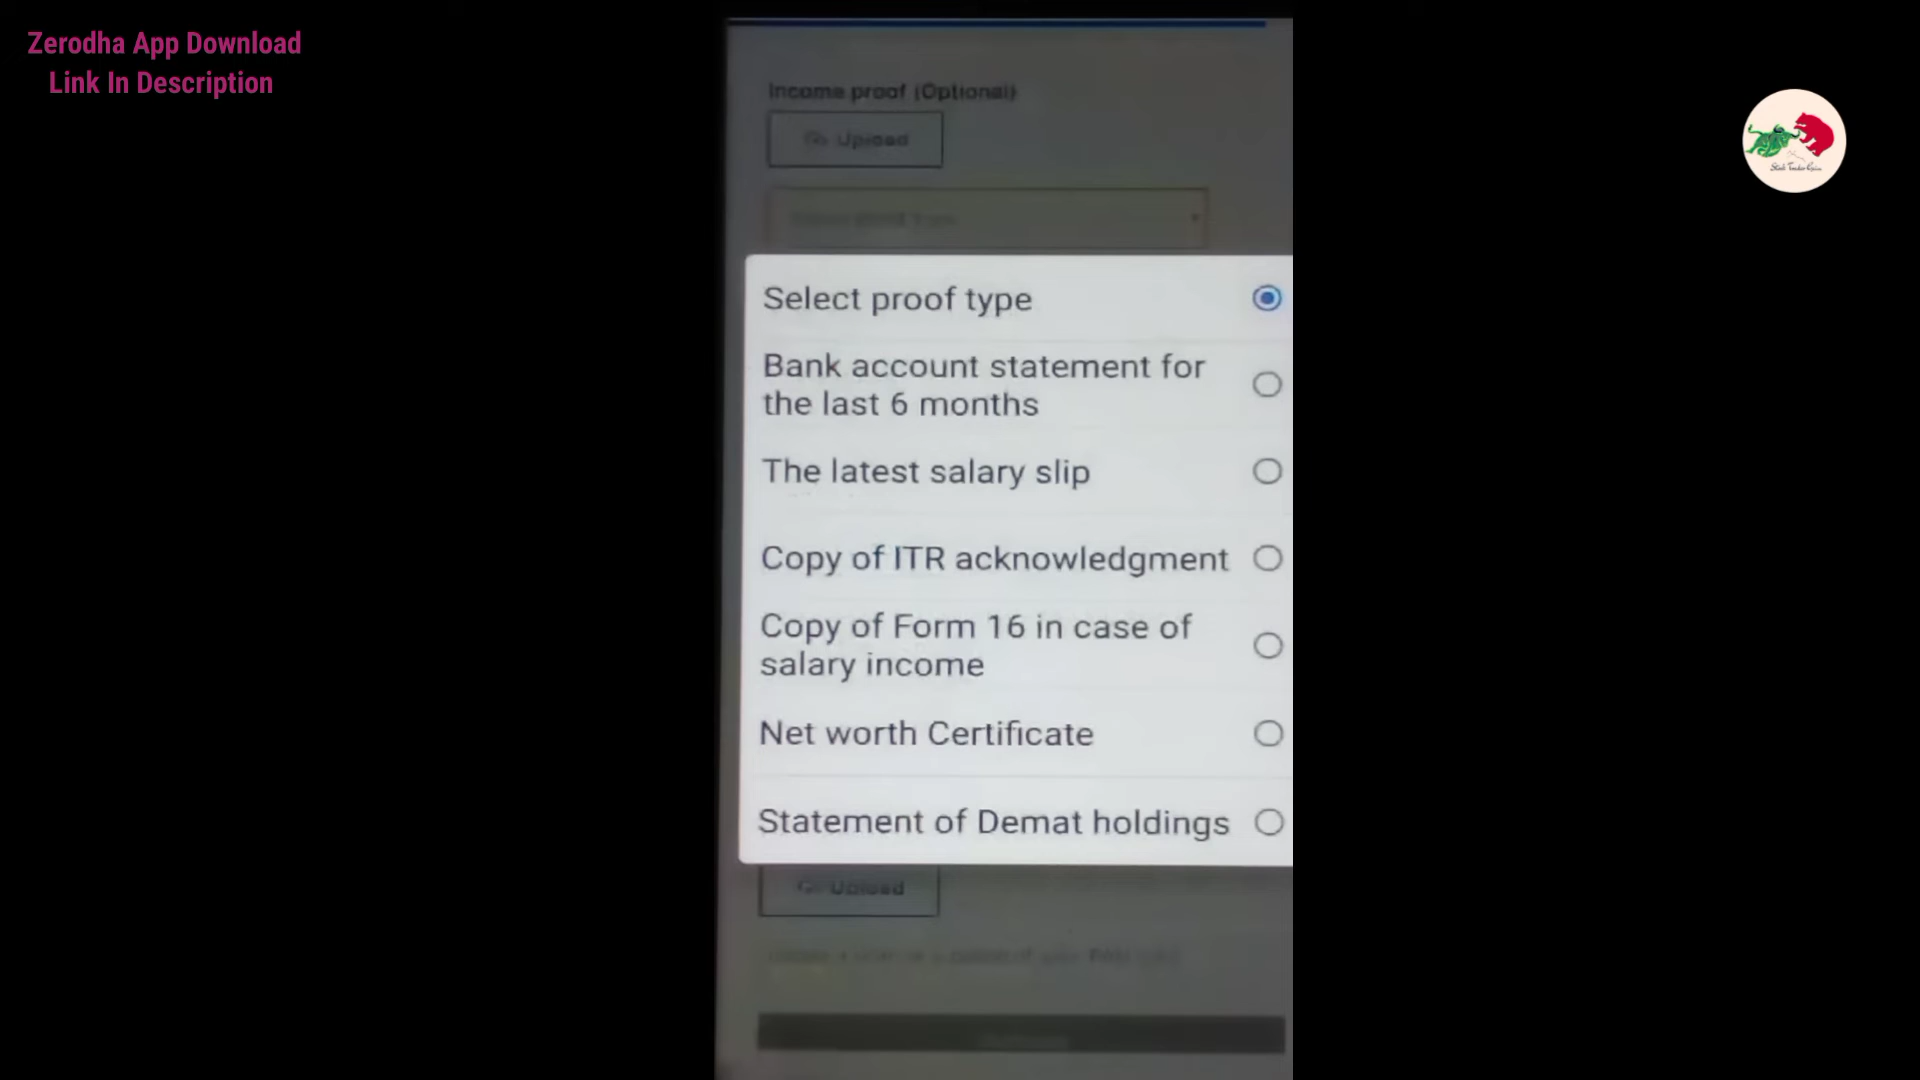 Zerodha App Download
Link In Description
Income proof (Optional)
Upload
Select proof type
Bank account statement for
the last 6 months
The latest salary slip
Copy of ITR acknowledgment
Copy of Form 16 in case of
salary income
Net worth Certificate
Statement of Demat holdings
Upload